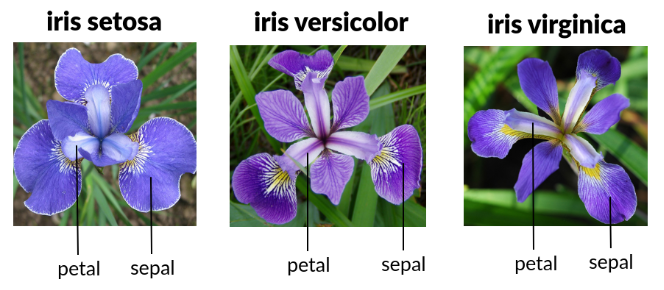 iris setosa
iris versicolor
iris virginica
petal
sepal
petal
sepal
petal
sepal